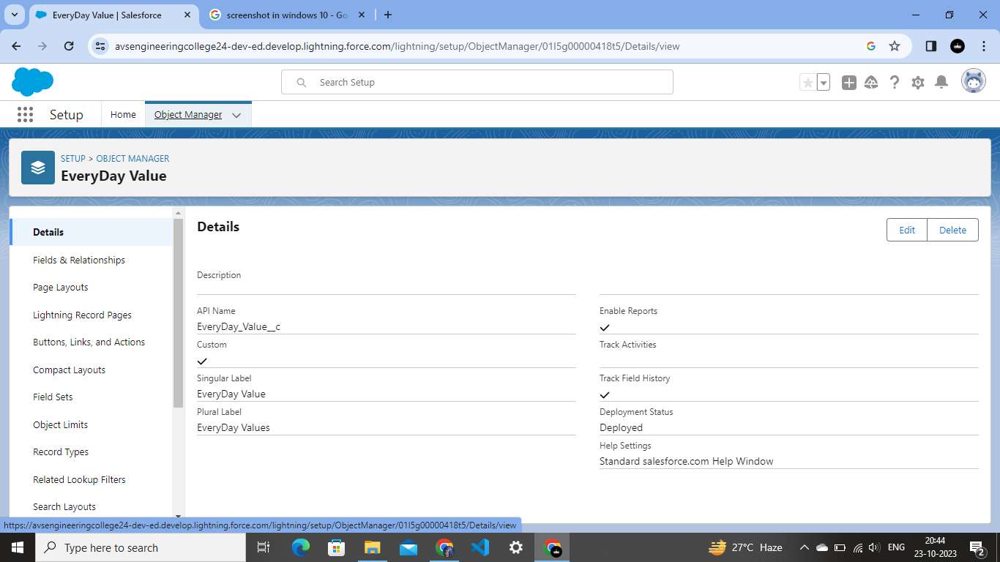 EveryDay Value | Salesforce
screenshot in windows 10 - Go
avsengineeringcollege24-dev-ed.develop.lightning.force.com/lightning/setup/ObjectManager/01I5g00000418t5/Details/view
Search Setup
Setup
Home
Object Manager
SETUP > OBJECT MANAGER
EveryDay Value
Details
Fields & Relationships
Page Layouts
Lightning Record Pages
Buttons, Links, and Actions
Compact Layouts
Field Sets
Object Limits
Record Types
Related Lookup Filters
Search Layouts
Details
Edit
Delete
Description
API Name
EveryDay_Value__c
Custom
Singular Label
EveryDay Value
Plural Label
EveryDay Values
Enable Reports
Track Activities
Track Field History
Deployment Status
Deployed
Help Settings
Standard salesforce.com Help Window
https://avsengineeringcollege24-dev-ed.develop.lightning.force.com/lightning/setup/ObjectManager/01I5g00000418t5/Details/view
Type here to search
27°C Haze
ENG
20:44
23-10-2023
2